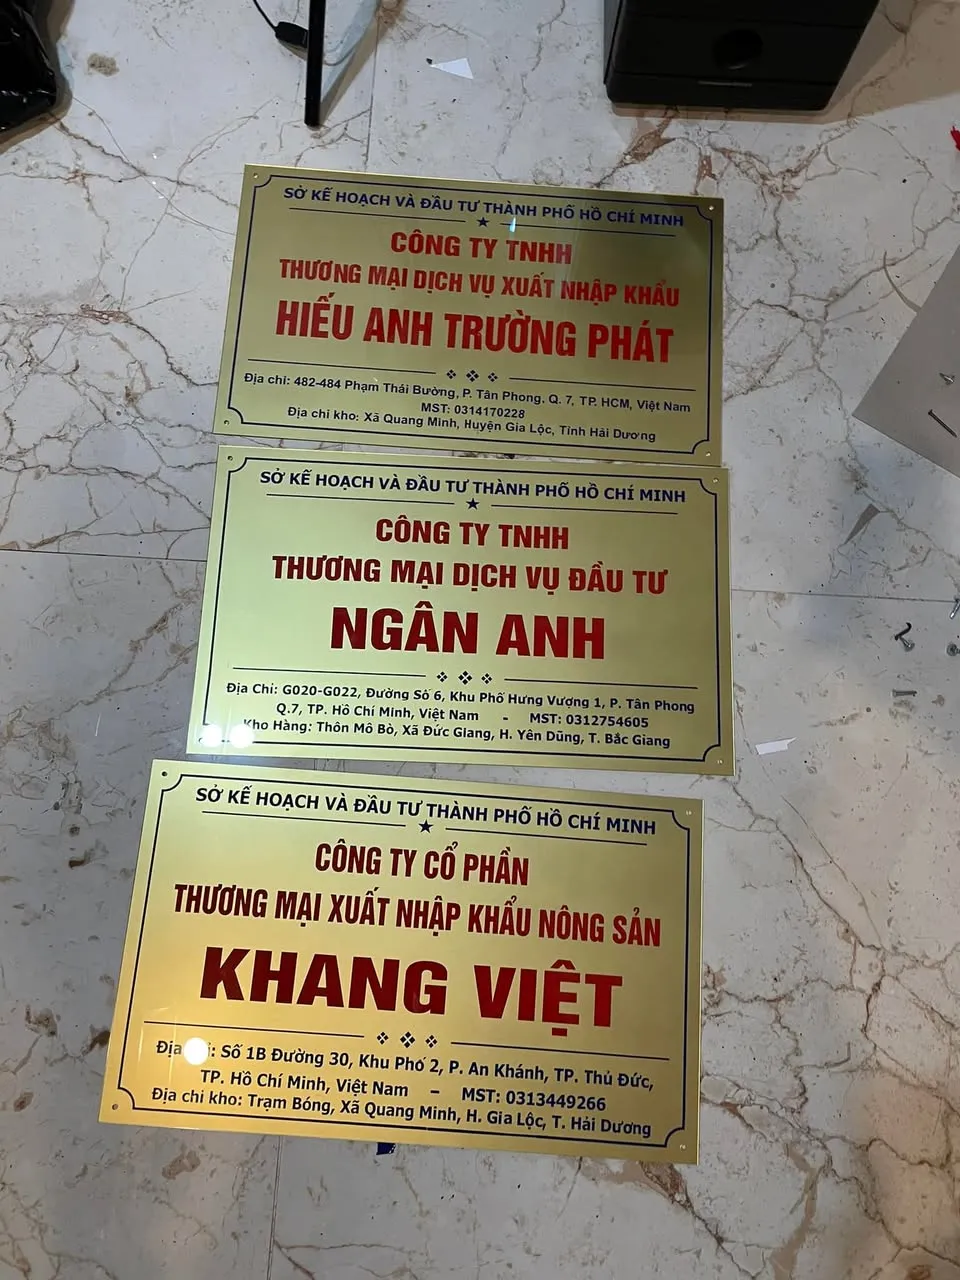 SỞ KẾ HOẠCH VÀ ĐẦU TƯ THÀNH PHỐ HỒ CHÍ MINH
CÔNG TY TNHH
THƯƠNG MẠI DỊCH VỤ XUẤT NHẬP KHẨU
HIẾU ANH TRƯỜNG PHÁT
Địa chỉ: 482-484 Phạm Thái Bường, P. Tân Phong. Q. 7, TP. HCM, Việt Nam
MST: 0314170228
Địa chỉ kho: Xã Quang Minh, Huyện Gia Lộc, Tỉnh Hải Dương
SỞ KẾ HOẠCH VÀ ĐẦU TƯ THÀNH PHỐ HỒ CHÍ MINH
CÔNG TY TNHH
THƯƠNG MẠI DỊCH VỤ ĐẦU TƯ
NGÂN ANH
Địa Chỉ: G020-G022, Đường Số 6, Khu Phố Hưng Vượng 1, P. Tân Phong
Q.7, TP. Hồ Chí Minh, Việt Nam - MST: 0312754605
Kho Hàng: Thôn Mô Bỏ, Xã Đức Giang, H. Yên Dũng, T. Bắc Giang
SỞ KẾ HOẠCH VÀ ĐẦU TƯ THÀNH PHỐ HỒ CHÍ MINH
CÔNG TY CỔ PHẦN
THƯƠNG MẠI XUẤT NHẬP KHẨU NÔNG SẢN
KHANG VIỆT
Địa chỉ: Số 1B Đường 30, Khu Phố 2, P. An Khánh, TP. Thủ Đức,
TP. Hồ Chí Minh, Việt Nam – MST: 0313449266
Địa chỉ kho: Trạm Bóng, Xã Quang Minh, H. Gia Lộc, T. Hải Dương